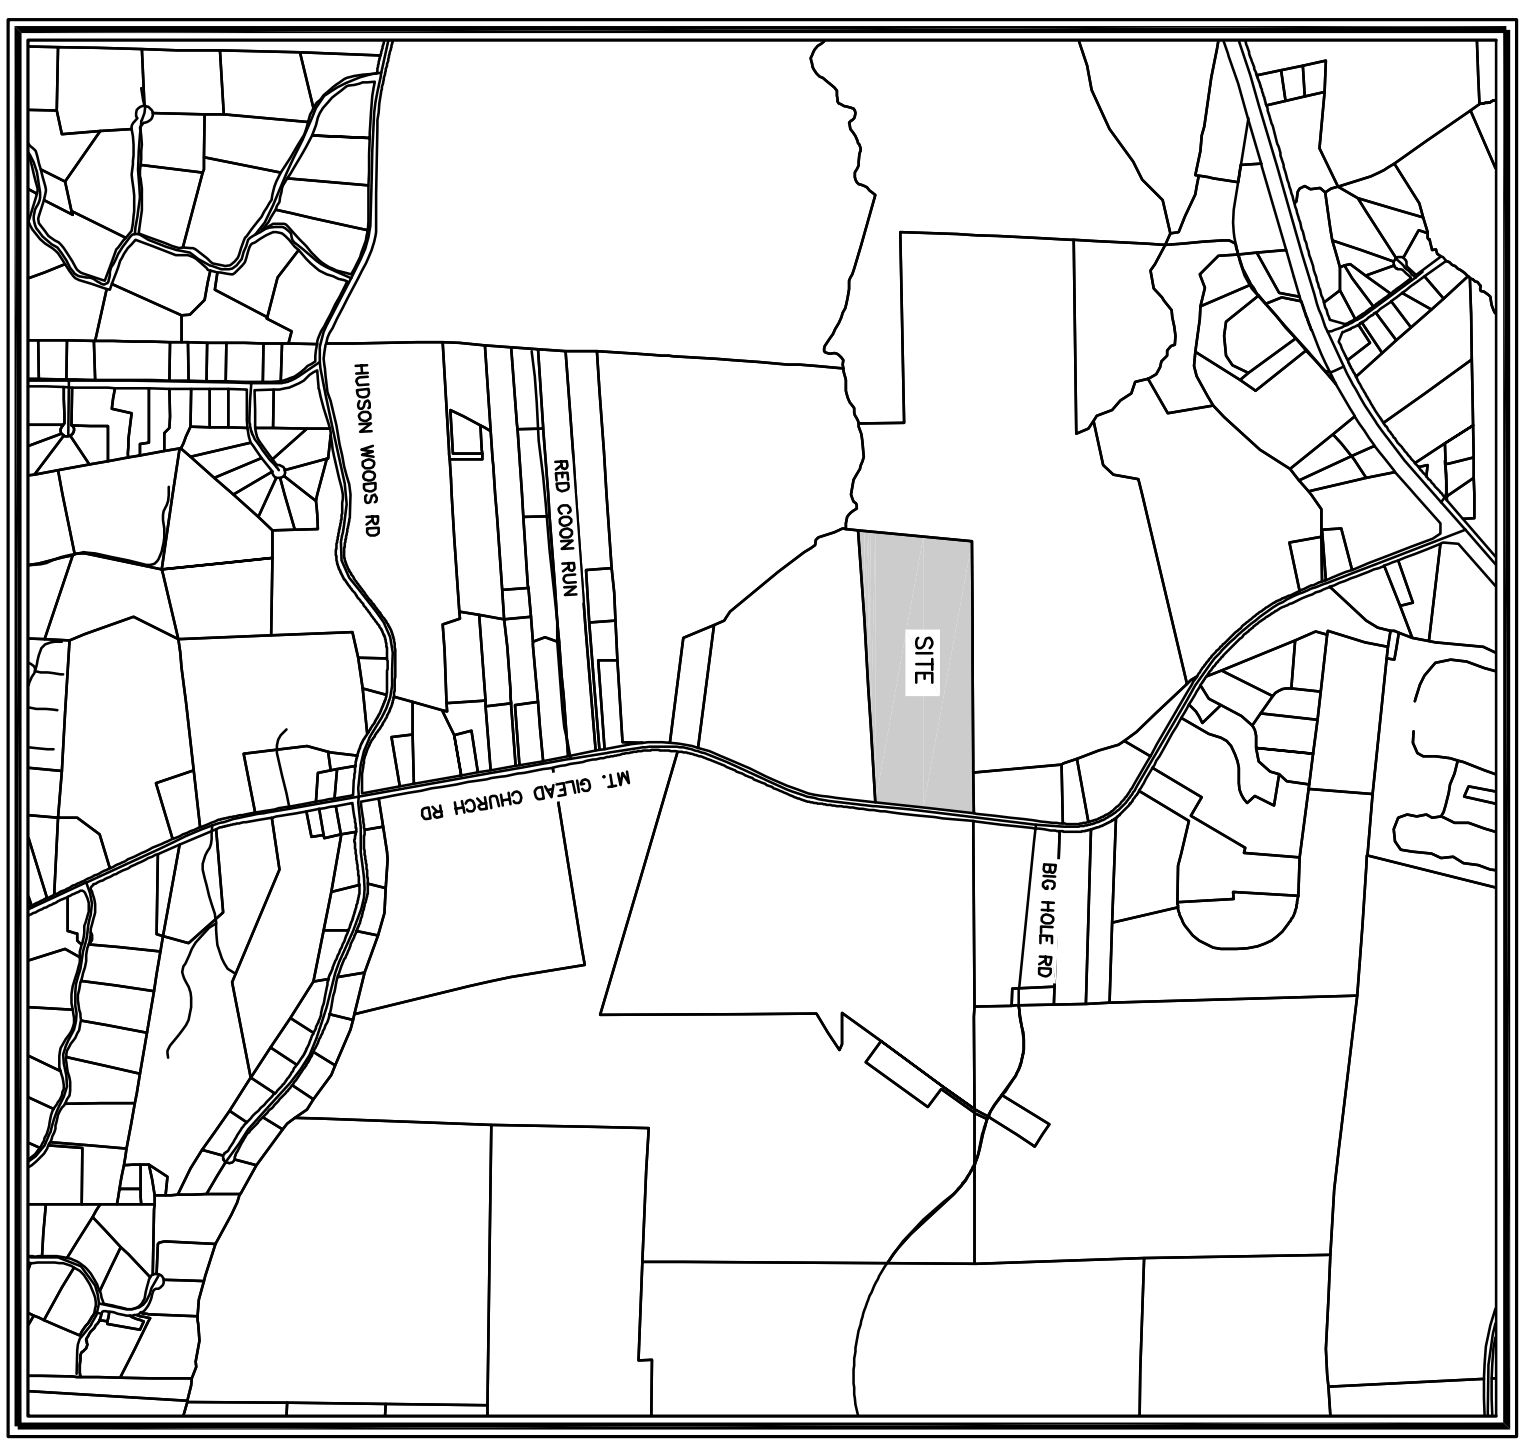 HUDSON WOODS RD
RED COON RUN
SITE
MT. GILEAD CHURCH RD
BIG HOLE RD